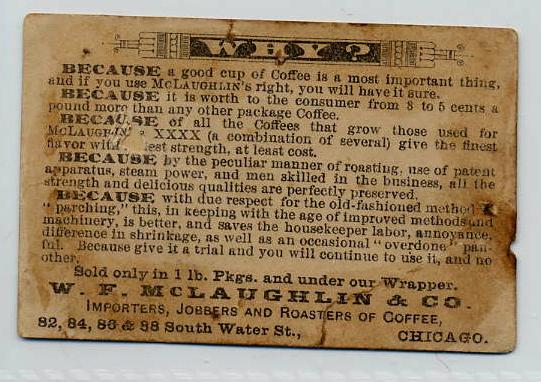 WHY?
BECAUSE a good cup of Coffee is a most important thing,
and if you use McLAUGHLIN's right, you will have it sure.
BECAUSE it is worth to the consumer from 3 to 5 cents a
pound more than any other package Coffee.
BECAUSE of all the Coffees that grow those used for
McLAUGHLIN'S XXXX (a combination of several) give the finest
flavor with est strength, at least cost.
BECAUSE by the peculiar manner of roasting, use of patent
apparatus, steam power, and men skilled in the business, all the
strength and delicious qualities are perfectly preserved.
BECAUSE with due respect for the old-fashioned method
"parching," this, in keeping with the age of improved methods and
machinery, is better, and saves the housekeeper labor, annoyance,
difference in shrinkage, as well as an occasional "overdone" pan-
ful. Because give it a trial and you will continue to use it, and no
other.
Sold only in 1 lb. Pkgs. and under our Wrapper.
W. F. McLAUGHLIN & CO.
IMPORTERS, JOBBERS AND ROASTERS OF COFFEE,
82, 84, 86 & 88 South Water St., CHICAGO.